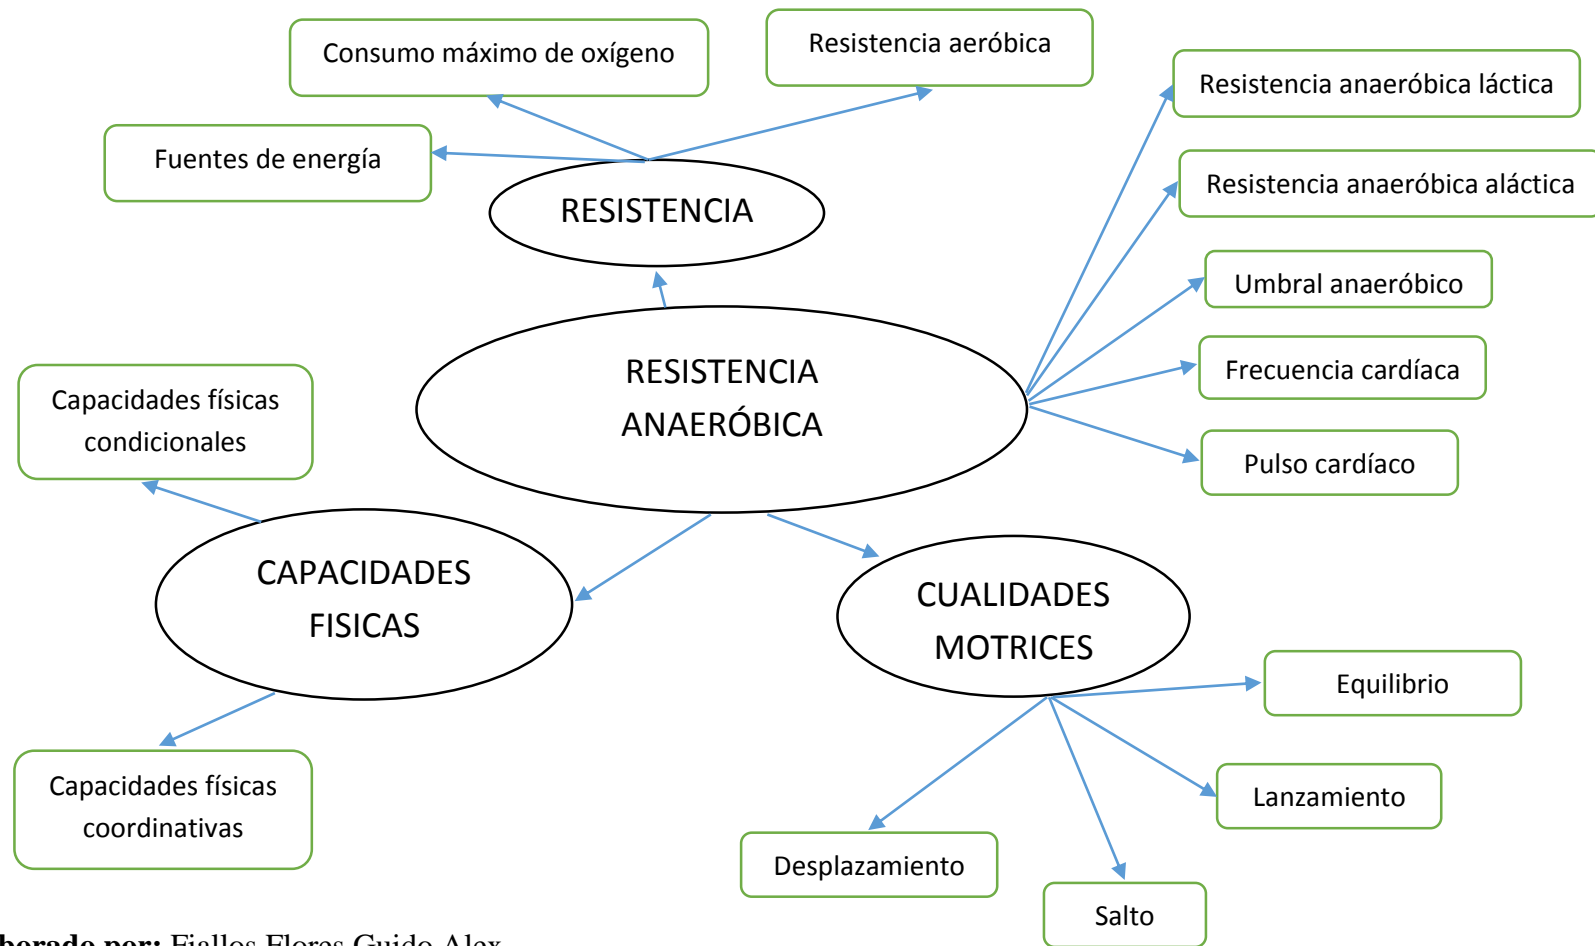 Consumo máximo de oxígeno
Resistencia aeróbica
Resistencia anaeróbica láctica
Fuentes de energía
Resistencia anaeróbica aláctica
RESISTENCIA
Umbral anaeróbico
RESISTENCIA
ANAERÓBICA
Frecuencia cardíaca
Capacidades físicas
condicionales
Pulso cardíaco
CAPACIDADES
FISICAS
CUALIDADES
MOTRICES
Equilibrio
Capacidades físicas
coordinativas
Lanzamiento
Desplazamiento
Salto
Fiallos Flores Guido Alex